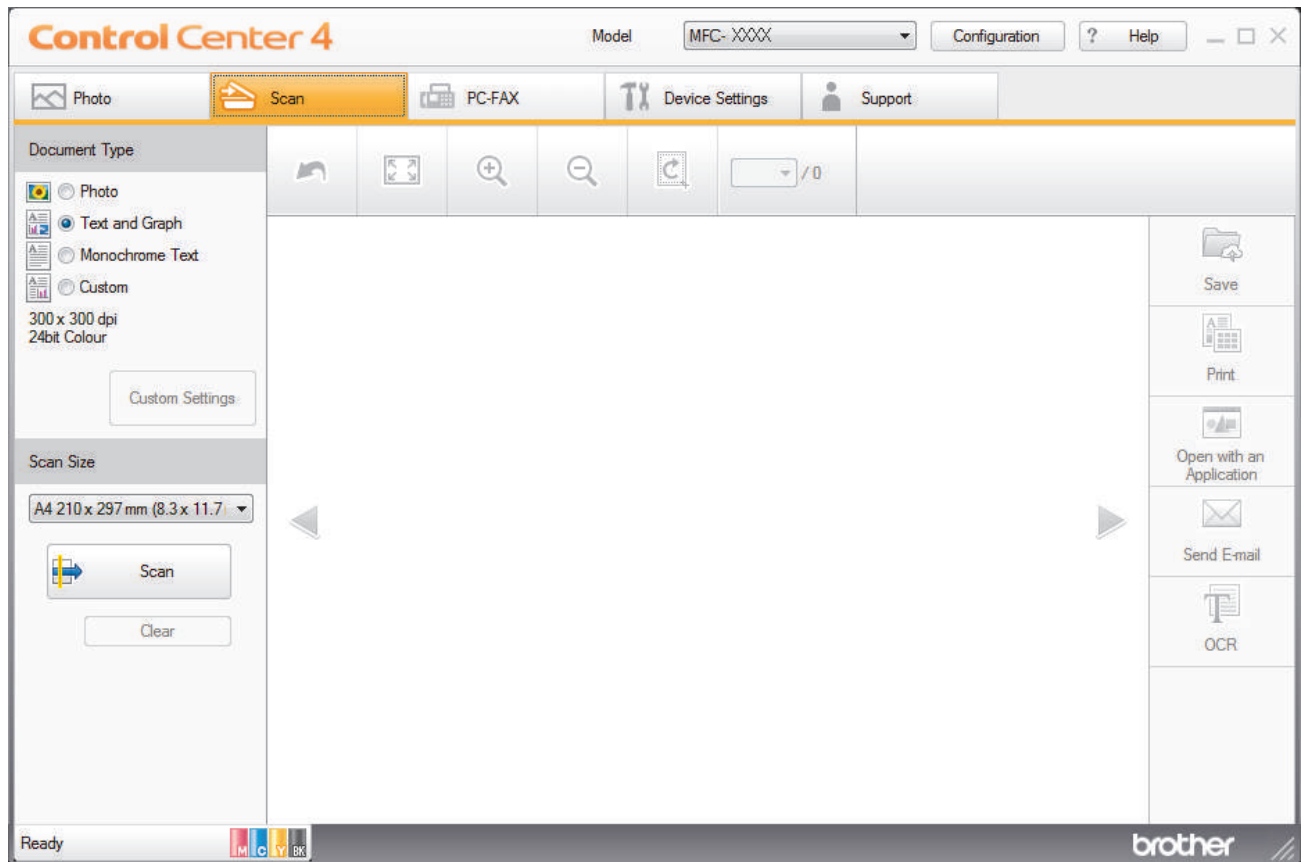 Control Center 4
Model
MFC- XXXX
Configuration
? Help
Photo
Scan
PC-FAX
Device Settings
Support
Document Type
/ 0
Photo
Text and Graph
Monochrome Text
Custom
300 x 300 dpi
24bit Colour
Custom Settings
Scan Size
A4 210 x 297 mm (8.3 x 11.7
Scan
Clear
Save
Print
Open with an
Application
Send E-mail
OCR
Ready
M C Y BK
brother